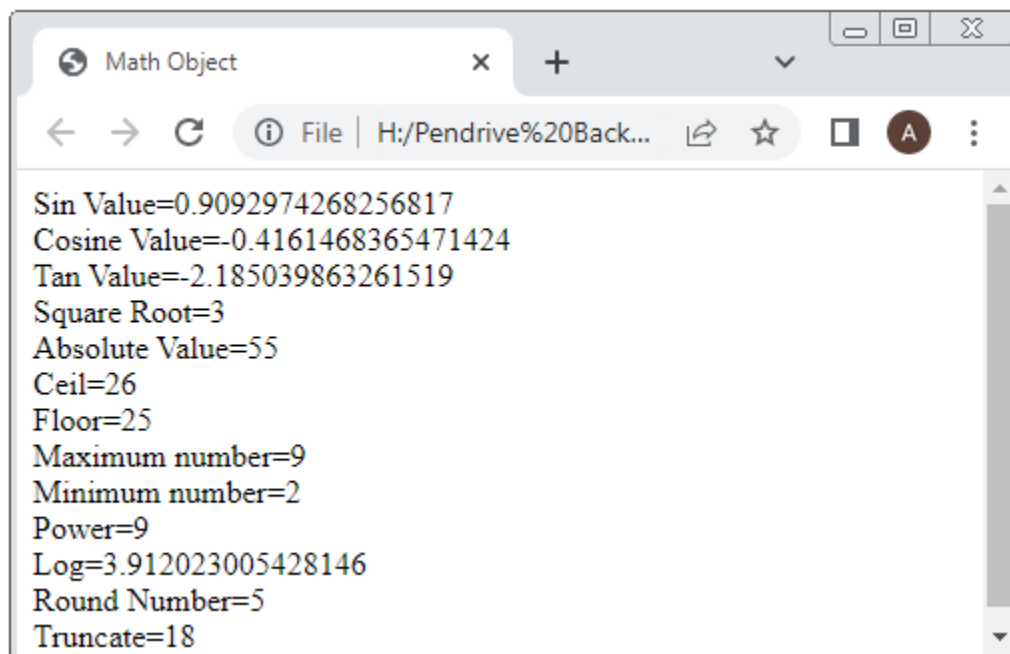 Math Object
File H:/Pendrive%20Back...
A
Sin Value=0.9092974268256817
Cosine Value=-0.4161468365471424
Tan Value=-2.185039863261519
Square Root=3
Absolute Value=55
Ceil=26
Floor=25
Maximum number=9
Minimum number=2
Power=9
Log=3.912023005428146
Round Number=5
Truncate=18